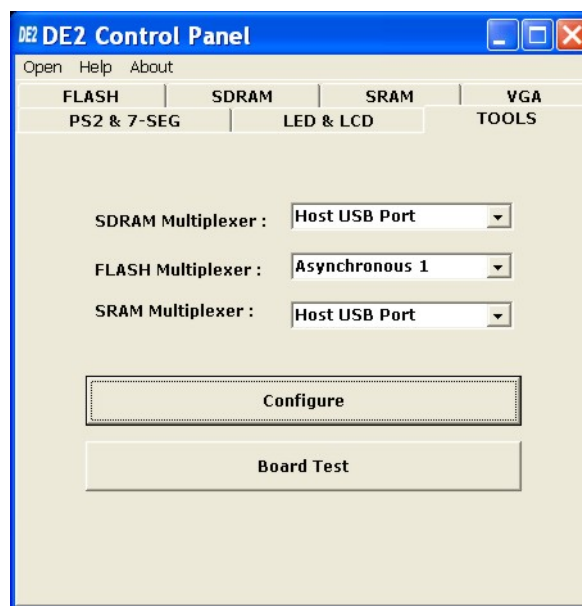 DE2 DE2 Control Panel
Open Help About
FLASH SDRAM SRAM VGA
PS2 & 7-SEG LED & LCD TOOLS
SDRAM Multiplexer : Host USB Port
FLASH Multiplexer : Asynchronous 1
SRAM Multiplexer : Host USB Port
Configure
Board Test